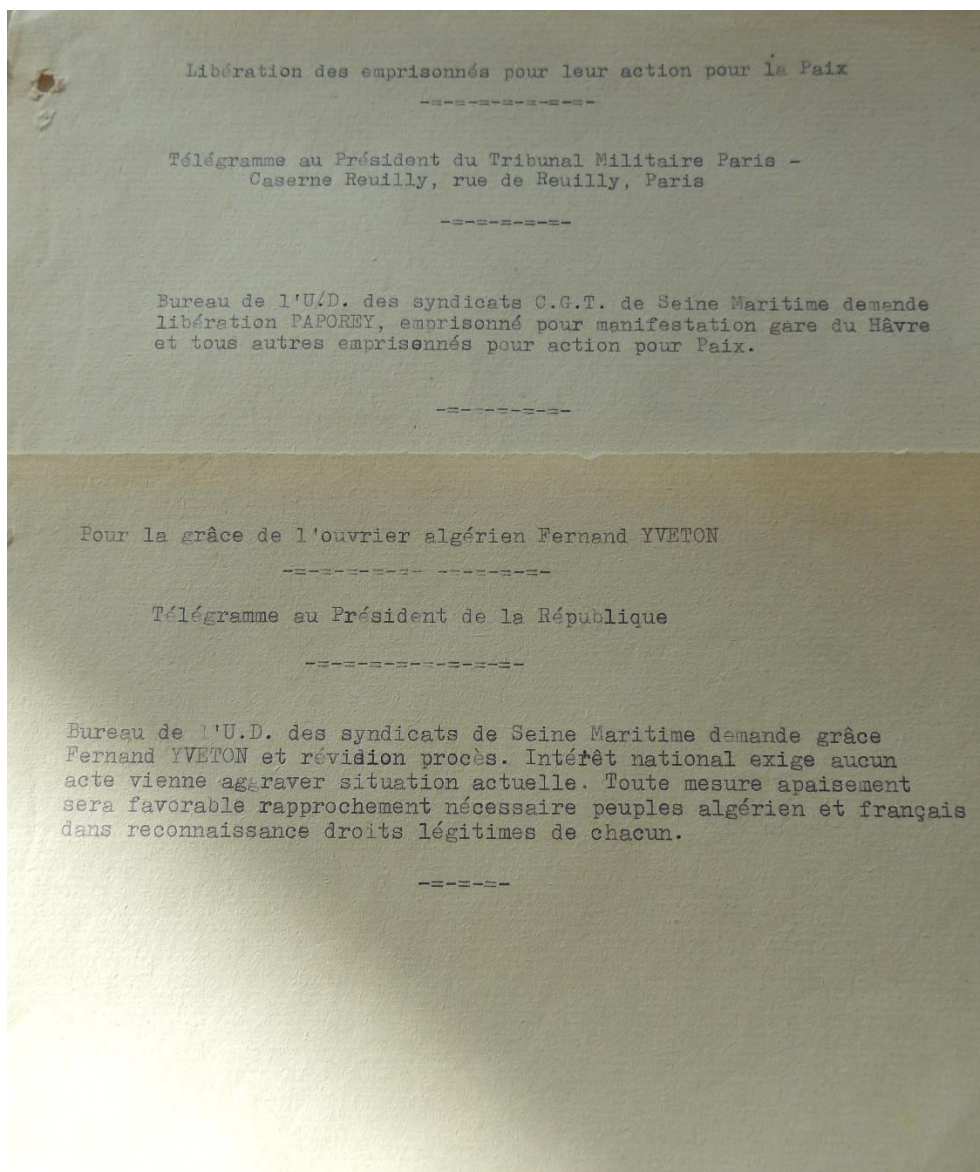 Libération des emprisonnés pour leur action pour la Paix
-=-=-=-=-=-=-=-
Télégramme au Président du Tribunal Militaire Paris -
Caserne Reuilly, rue de Reuilly, Paris
-=-=-=-=-=-
Bureau de l'U.D. des syndicats C.G.T. de Seine Maritime demande
libération PAPOREY, emprisonné pour manifestation gare du Hâvre
et tous autres emprisonnés pour action pour Paix.
-=---=-=-=-
Pour la grâce de l'ouvrier algérien Fernand YVETON
-=-=-=-=-=- -=-=-=-=-
Télégramme au Président de la République
-=-=-=-=---=-=-=-
Bureau de l'U.D. des syndicats de Seine Maritime demande grâce
Fernand YVETON et révidion procès. Intérêt national exige aucun
acte vienne aggraver situation actuelle. Toute mesure apaisement
sera favorable rapprochement nécessaire peuples algérien et français
dans reconnaissance droits légitimes de chacun.
-=-=-=-